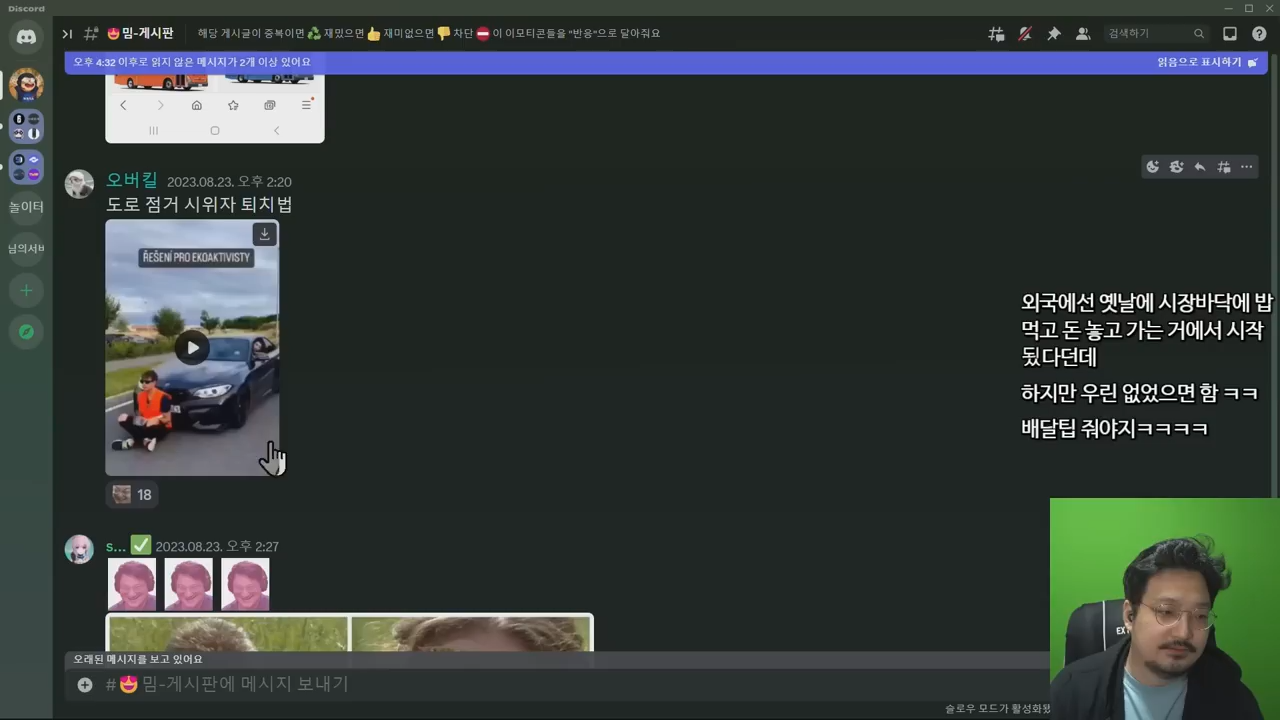 Discord
😍밈-게시판
해당 게시글이 중복이면 ♻️ 재밌으면 👍 재미없으면 👎 차단 ⛔ 이 이모티콘들을 "반응"으로 달아줘요
검색하기
오후 4:32 이후로 읽지 않은 메시지가 2개 이상 있어요
읽음으로 표시하기
놀이터
님의서버
오버킬 2023.08.23. 오후 2:20
도로 점거 시위자 퇴치법
ŘEŠENÍ PRO EKOAKTIVISTY
18
외국에선 옛날에 시장바닥에 밥
먹고 돈 놓고 가는 거에서 시작
됬다던데
하지만 우린 없었으면 함 ㅋㅋ
배달팁 줘야지ㅋㅋㅋㅋ
s... ✅ 2023.08.23. 오후 2:27
오래된 메시지를 보고 있어요
#😍밈-게시판에 메시지 보내기
슬로우 모드가 활성화됐
EX